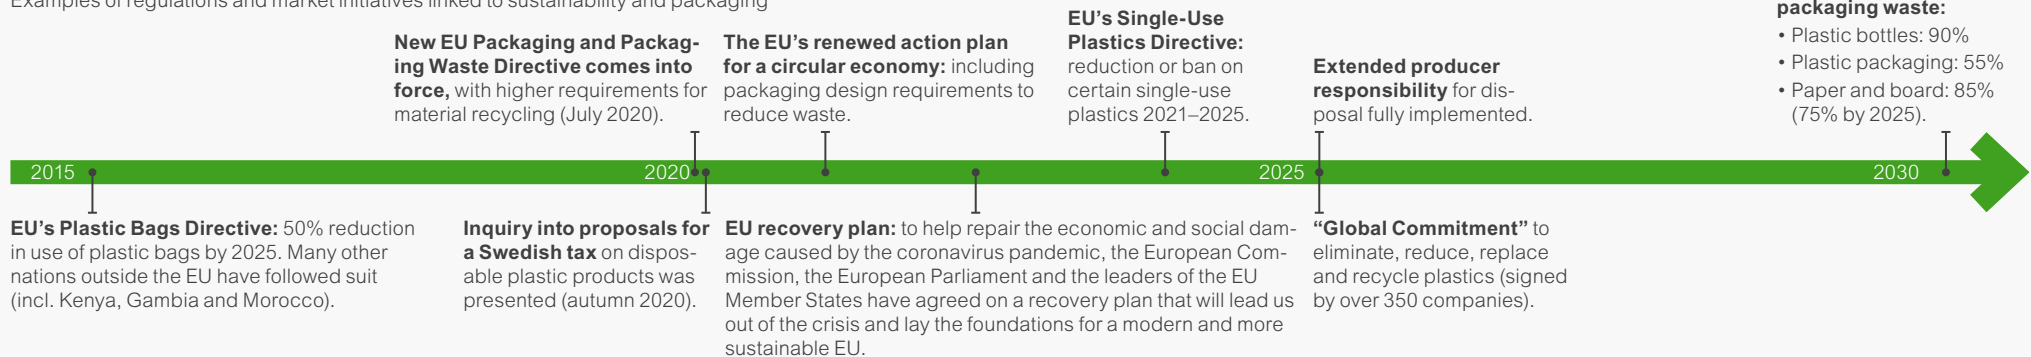 Examples of regulations and market initiatives linked to sustainability and packaging
New EU Packaging and Packag-
ing Waste Directive comes into
force, with higher requirements for
material recycling (July 2020).
The EU's renewed action plan
for a circular economy: including
packaging design requirements to
reduce waste.
EU's Single-Use
Plastics Directive:
reduction or ban on
certain single-use
plastics 2021–2025.
Extended producer
responsibility for dis-
posal fully implemented.
packaging waste:
• Plastic bottles: 90%
• Plastic packaging: 55%
• Paper and board: 85%
(75% by 2025).
2015
2020
2025
2030
EU's Plastic Bags Directive: 50% reduction
in use of plastic bags by 2025. Many other
nations outside the EU have followed suit
(incl. Kenya, Gambia and Morocco).
Inquiry into proposals for
a Swedish tax on dispos-
able plastic products was
presented (autumn 2020).
EU recovery plan: to help repair the economic and social dam-
age caused by the coronavirus pandemic, the European Com-
mission, the European Parliament and the leaders of the EU
Member States have agreed on a recovery plan that will lead us
out of the crisis and lay the foundations for a modern and more
sustainable EU.
“Global Commitment” to
eliminate, reduce, replace
and recycle plastics (signed
by over 350 companies).